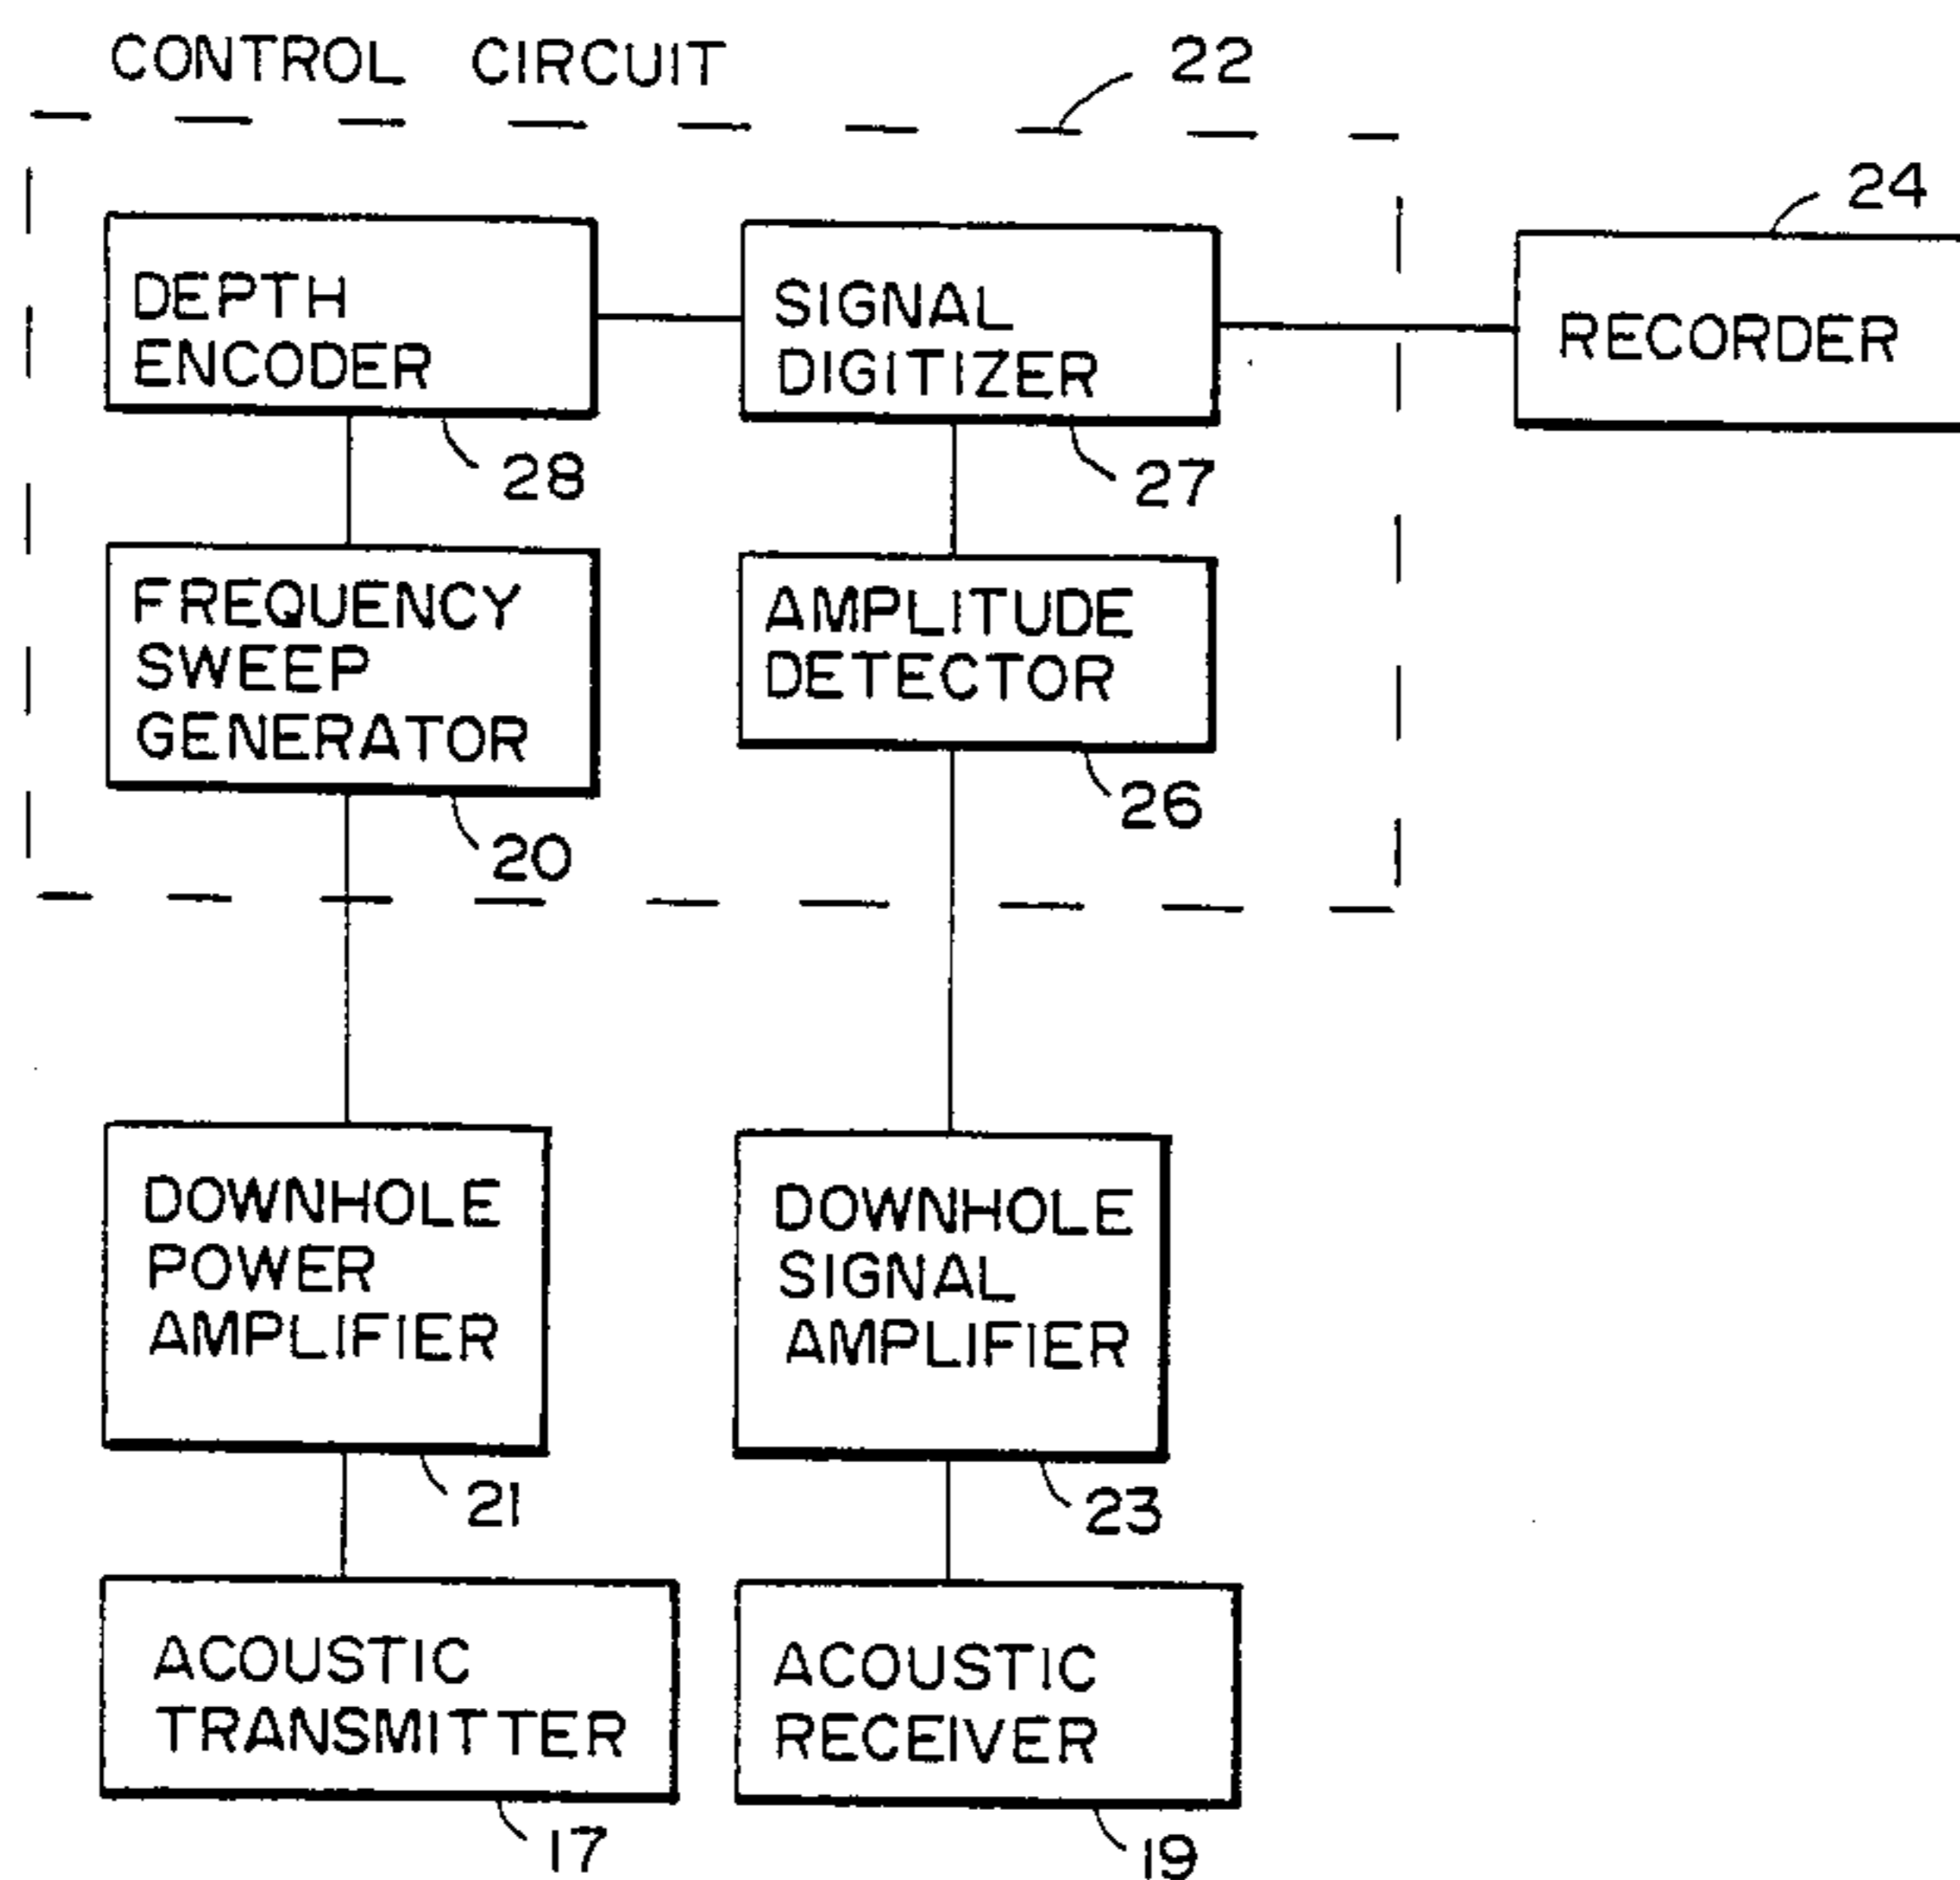 CONTROL CIRCUIT
22
24
DEPTH
ENCODER
28
SIGNAL
DIGITIZER
27
RECORDER
FREQUENCY
SWEEP
GENERATOR
20
AMPLITUDE
DETECTOR
26
DOWNHOLE
POWER
AMPLIFIER
21
DOWNHOLE
SIGNAL
AMPLIFIER
23
ACOUSTIC
TRANSMITTER
17
ACOUSTIC
RECEIVER
19